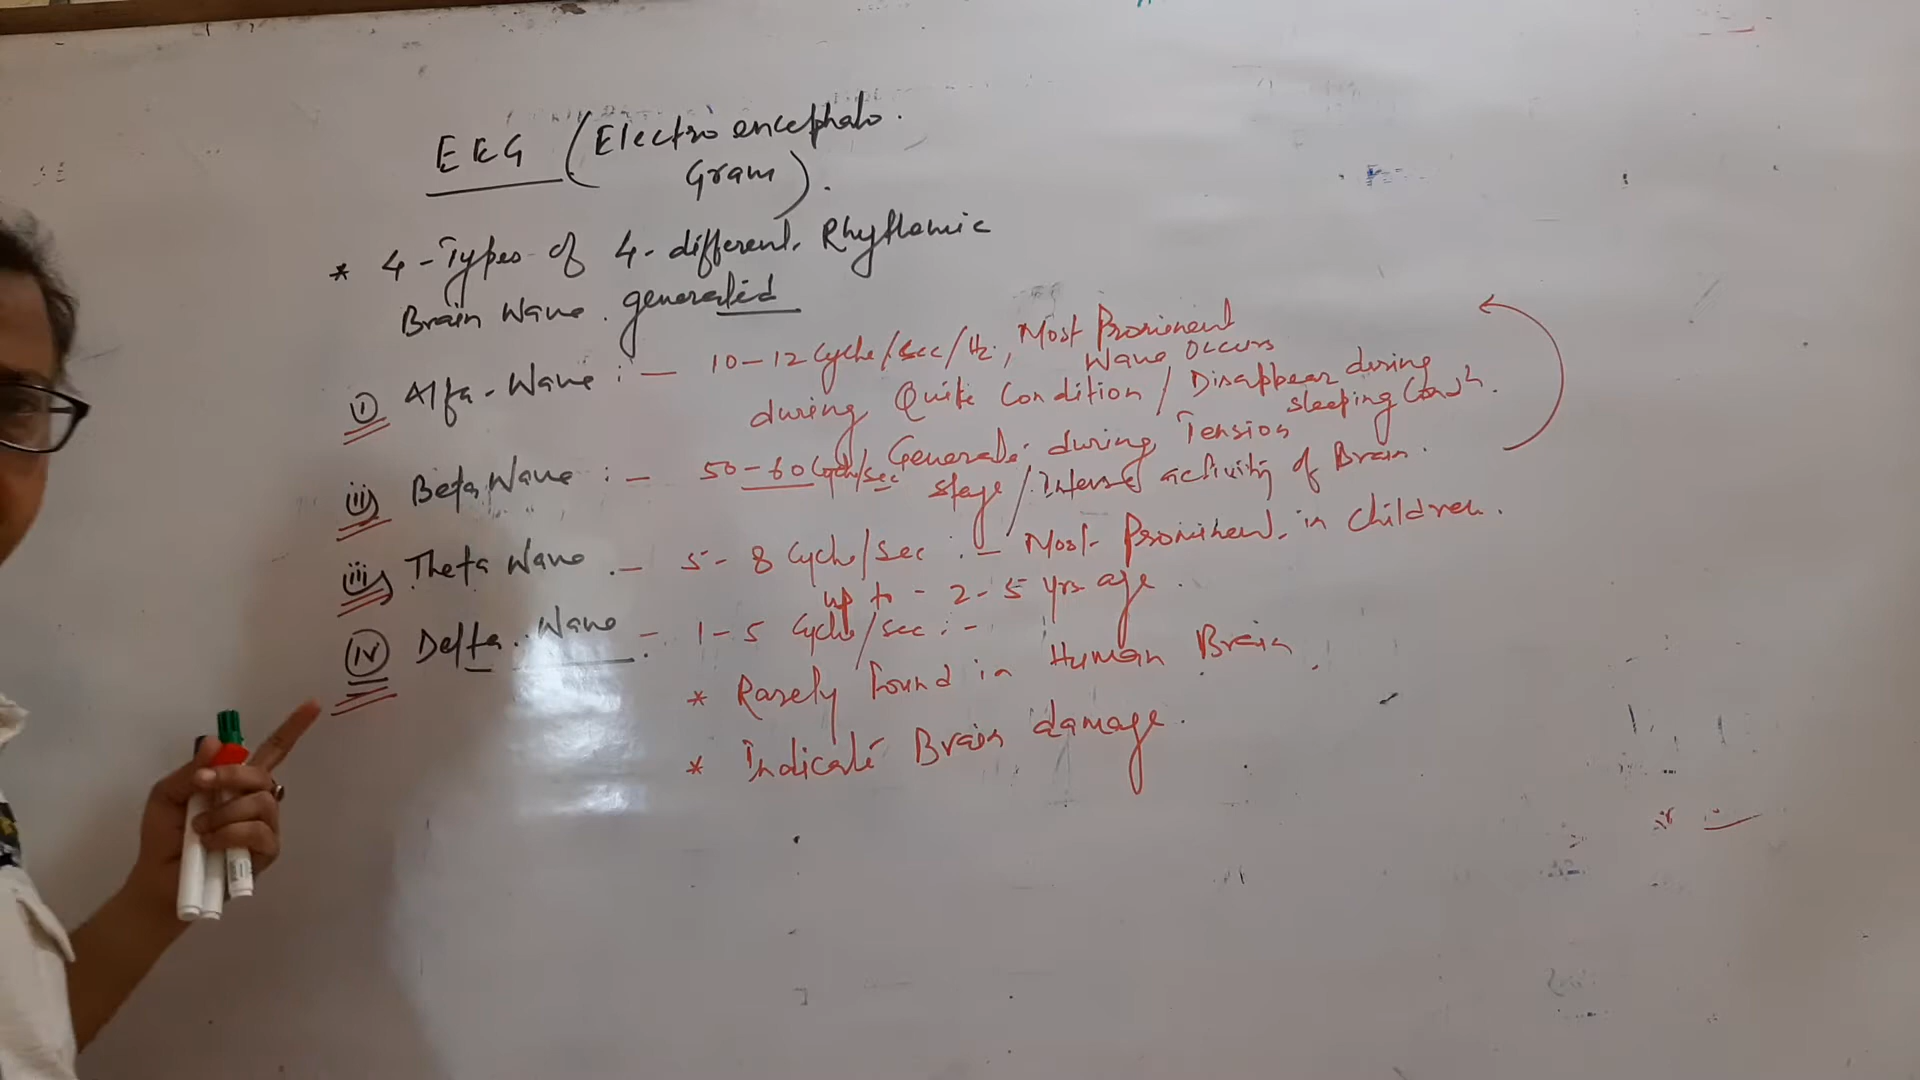 EEG (Electro encephalo.
Gram).
* 4-Types of 4-different Rhythmic
Brain Wave. generated
(i) Alfa-Wave :- 10-12 Cycle/sec/Hz, Most Prominent
Wave Occurs
during Quite Condition / Disappear during
sleeping
(ii) Beta Wave :- 50-60 Cycle/sec Generate during Tension
stage / Intense activity of Brain.
(iii) Theta Wave .- 5-8 Cycle/Sec :- Most Prominent in Children.
up to - 2-5 yrs age.
(iv) Delta. Wave :- 1-5 Cycle/sec :-
* Rarely found in Human Brain.
* Indicate Brain damage.